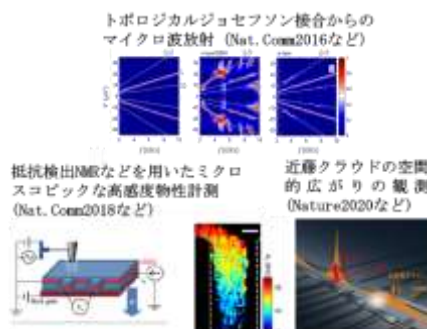 トポロジカルジョセフソン接合からの
マイクロ波放射 (Nat.Comm2016など)
抵抗検出NMRなどを用いたミクロ
スコピックな高感度物性計測
(Nat.Comm2018など)
近藤クラウドの空間
的広がりの観測
(Nature2020など)